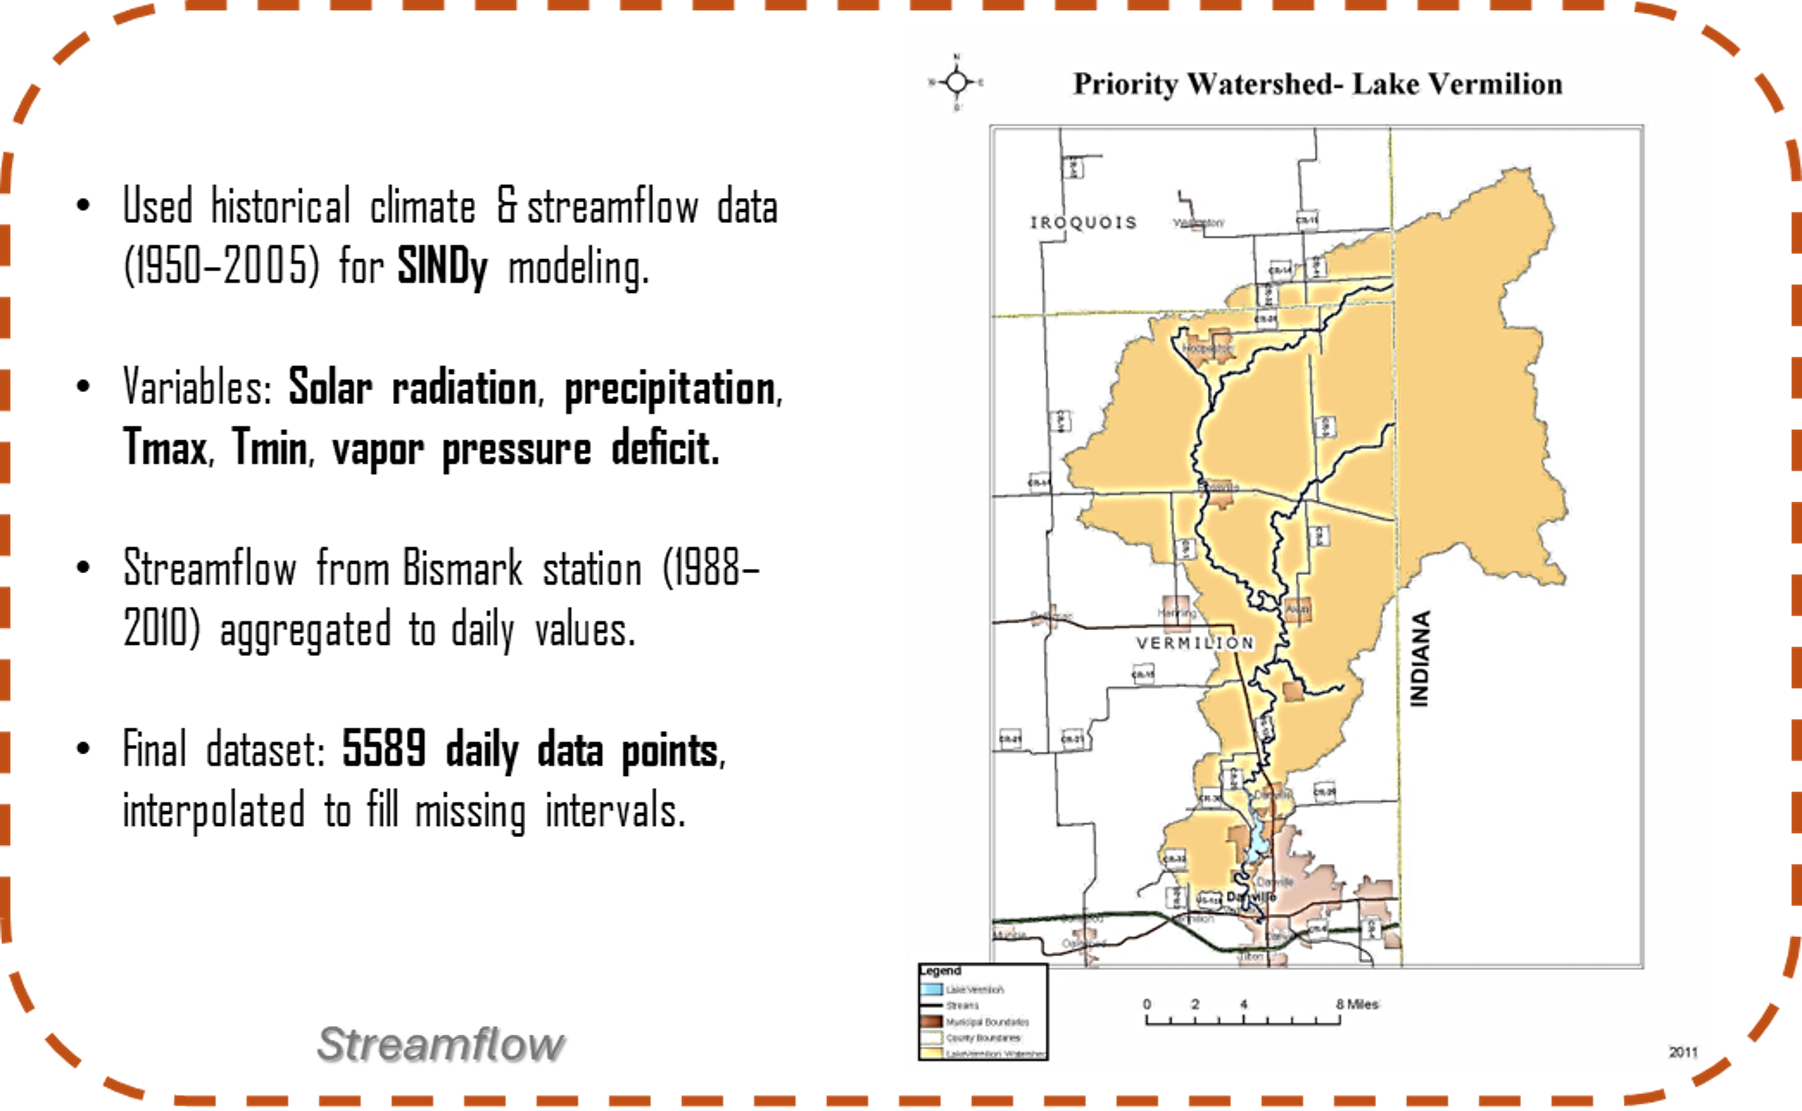 • Used historical climate & streamflow data
(1950–2005) for SINDy modeling.
• Variables: Solar radiation, precipitation,
Tmax, Tmin, vapor pressure deficit.
• Streamflow from Bismark station (1988–
2010) aggregated to daily values.
• Final dataset: 5589 daily data points,
interpolated to fill missing intervals.
Streamflow
Priority Watershed- Lake Vermilion
N
IROQUOIS
Hoopeston
VERMILION
INDIANA
Danville
Danville
Legend
Lake Vermilion
Streams
Municipal Boundaries
County Boundaries
Lake Vermilion Watershed
0 2 4 8 Miles
2011